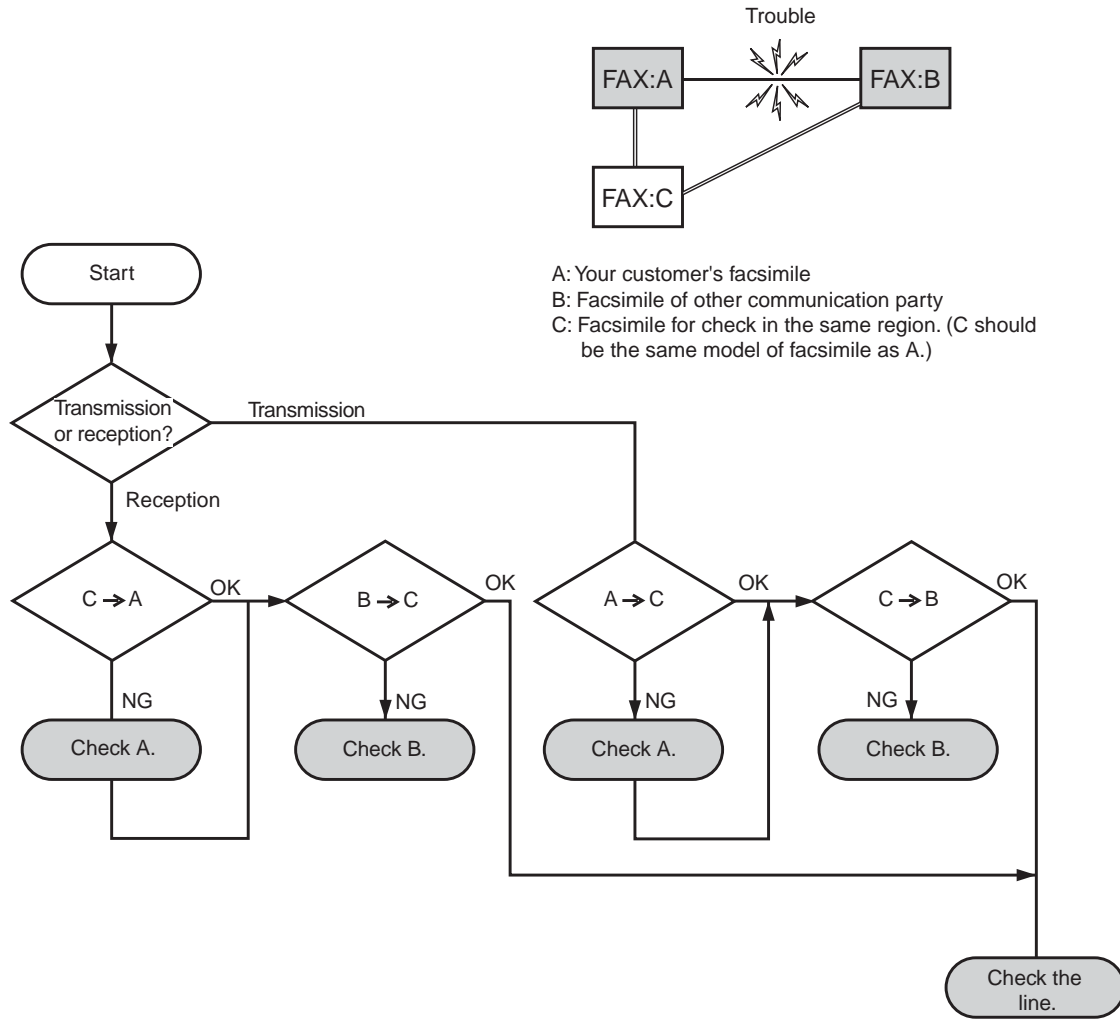 Trouble
FAX:A
FAX:B
FAX:C
A: Your customer's facsimile
B: Facsimile of other communication party
C: Facsimile for check in the same region. (C should
be the same model of facsimile as A.)
Start
Transmission
or reception?
Transmission
Reception
C → A
OK
B → C
OK
A → C
OK
C → B
OK
NG
NG
NG
NG
Check A.
Check B.
Check A.
Check B.
Check the
line.